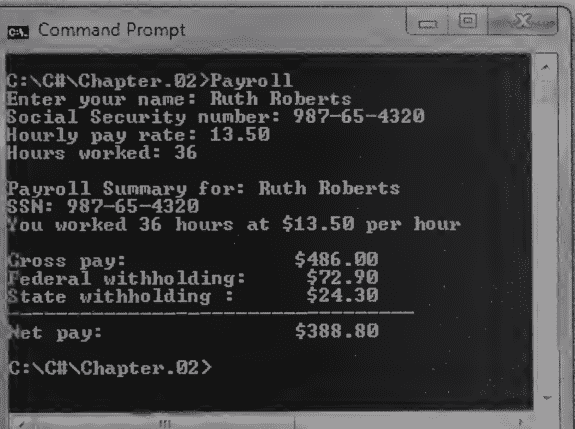 Command Prompt
C:\C#\Chapter.02>Payroll
Enter your name: Ruth Roberts
Social Security number: 987-65-4320
Hourly pay rate: 13.50
Hours worked: 36
Payroll Summary for: Ruth Roberts
SSN: 987-65-4320
You worked 36 hours at $13.50 per hour
Gross pay: $486.00
Federal withholding: $72.90
State withholding : $24.30
----------------------------------------
Net pay: $388.80
C:\C#\Chapter.02>